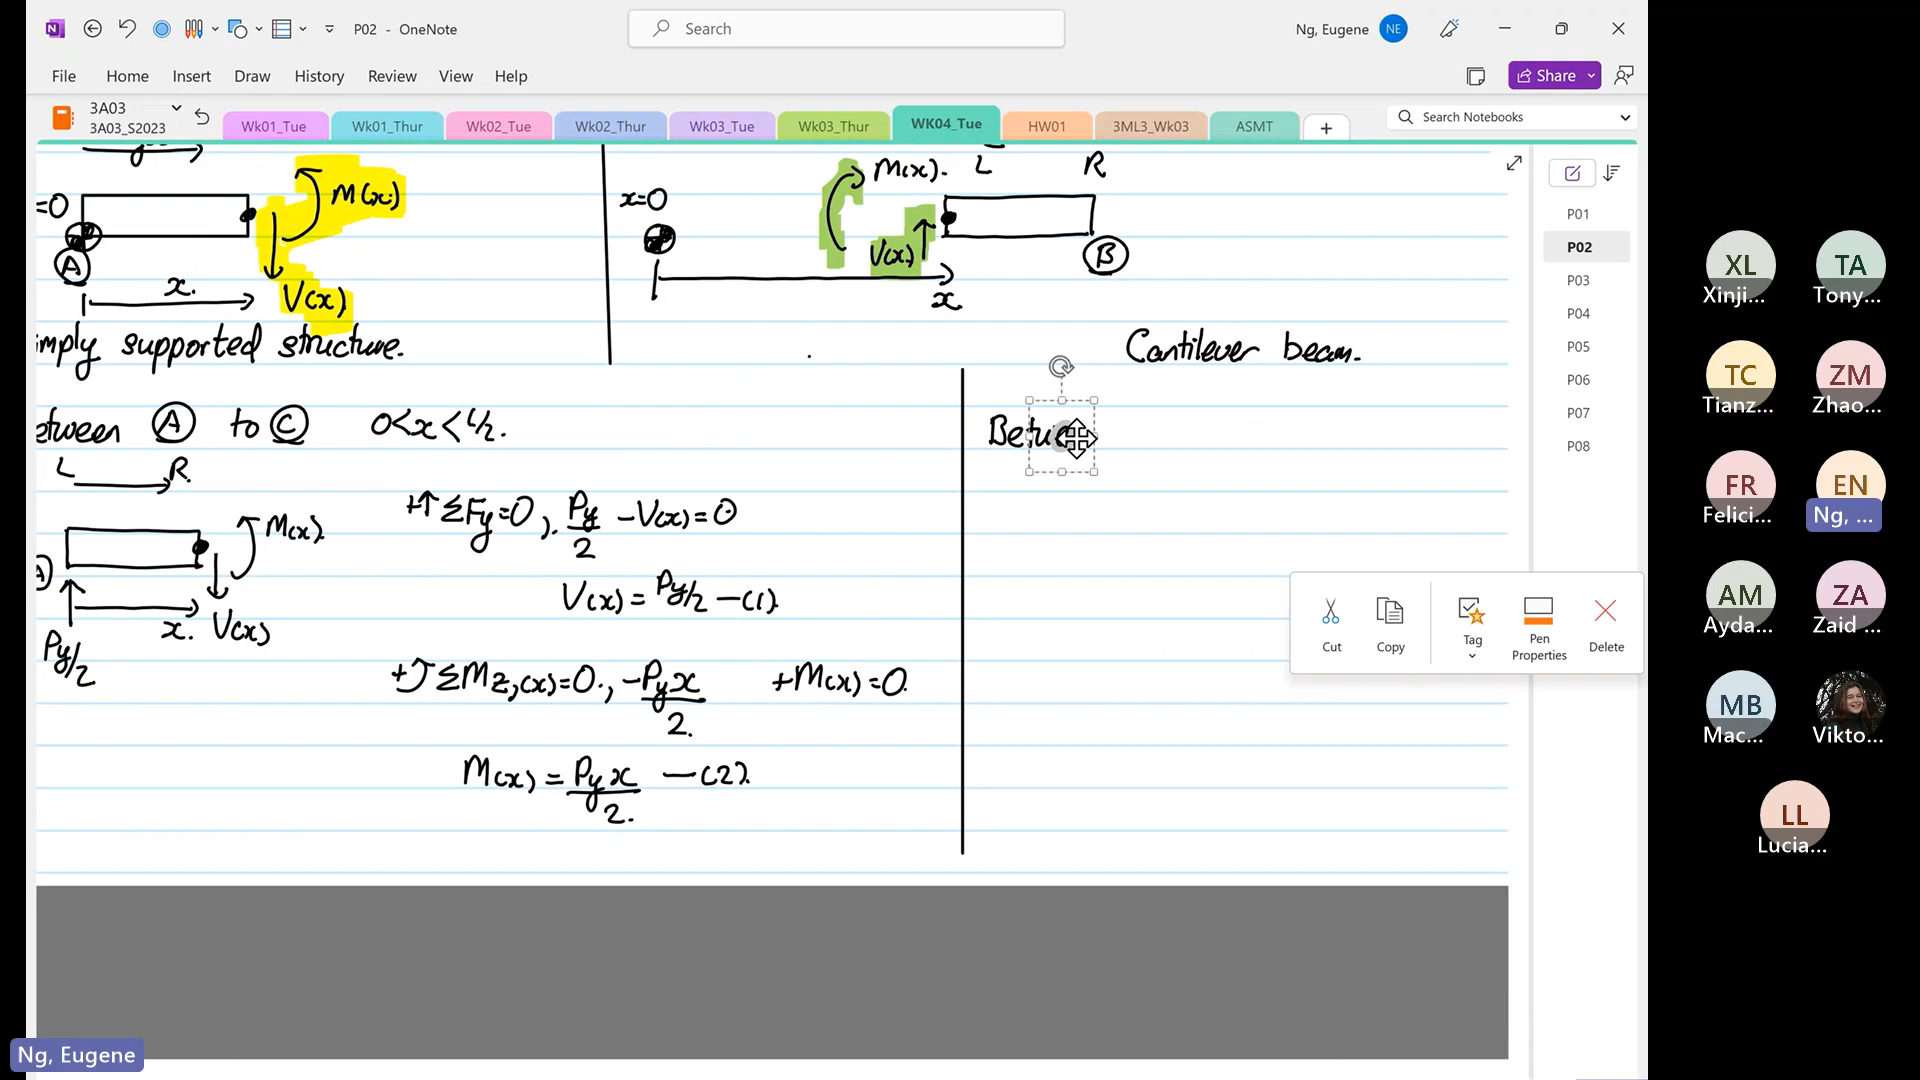 P02 - OneNote
Search
Ng, Eugene
NE
File Home Insert Draw History Review View Help
Share
3A03
3A03_S2023
Wk01_Tue
Wk01_Thur
Wk02_Tue
Wk02_Thur
Wk03_Tue
Wk03_Thur
WK04_Tue
HW01
3ML3_Wk03
ASMT
+
Search Notebooks
P01
P02
P03
P04
P05
P06
P07
P08
=0
M(x)
A
x.
V(x)
x=0
M(x).
L R
V(x)
B
x.
imply supported structure.
Cantilever beam.
etween A to C 0<x<L/2.
L R
M(x).
x. V(x)
Py/2
+↑ΣFy=0, Py/2 -V(x)=0
V(x)= Py/2 —(1).
+ΣMz,(x)=0., -Pyx/2. +M(x)=0.
M(x) = Pyx/2. —(2).
Cut
Copy
Tag
Pen Properties
Delete
XL
Xinji...
TA
Tony...
TC
Tianz...
ZM
Zhao...
FR
Felici...
EN
Ng, ...
AM
Ayda...
ZA
Zaid ...
MB
Mac...
Vikto...
LL
Lucia...
Ng, Eugene